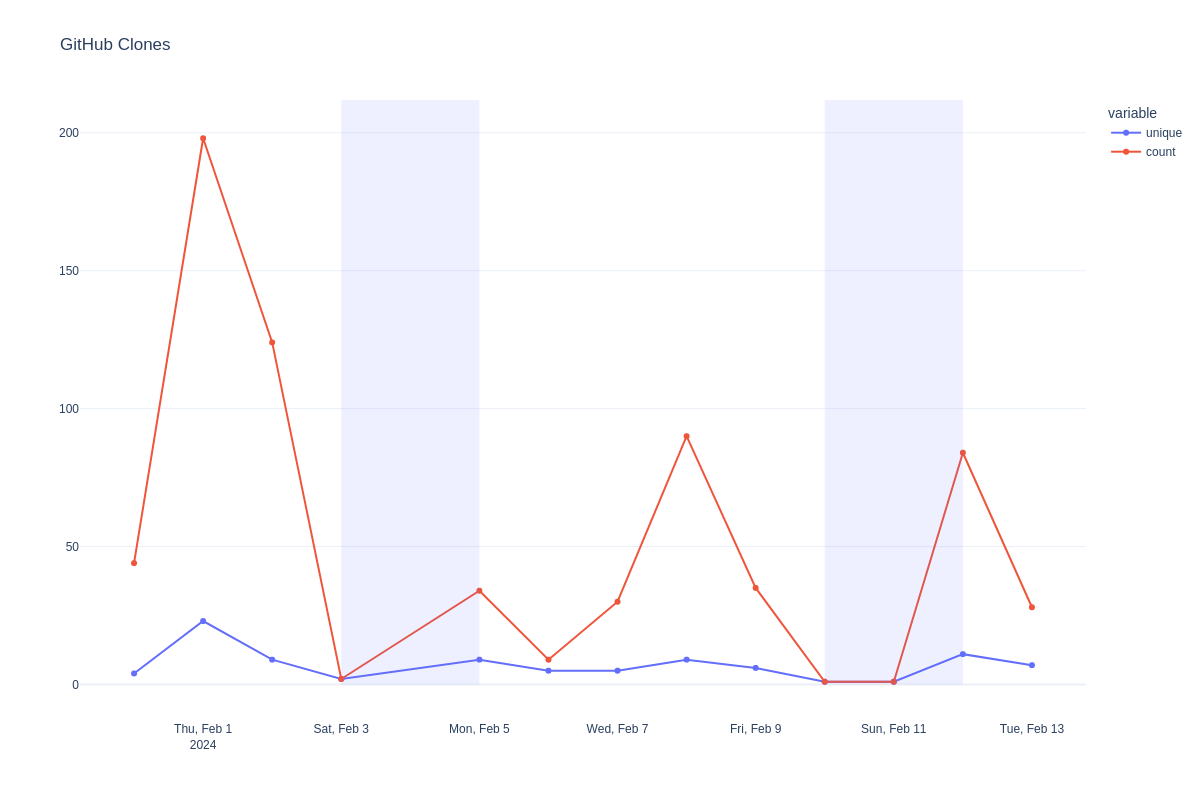 GitHub Clones
variable
unique
count
200
150
100
50
0
Thu, Feb 1
2024
Sat, Feb 3
Mon, Feb 5
Wed, Feb 7
Fri, Feb 9
Sun, Feb 11
Tue, Feb 13